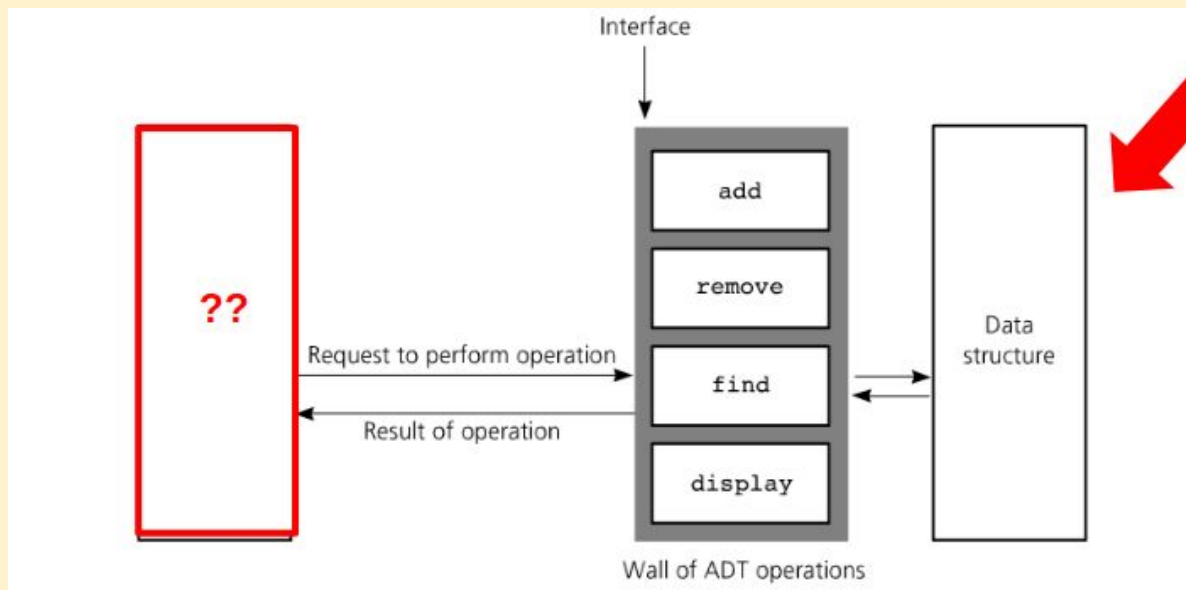 Interface
add
remove
??
Data
structure
Request to perform operation
find
Result of operation
display
Wall of ADT operations